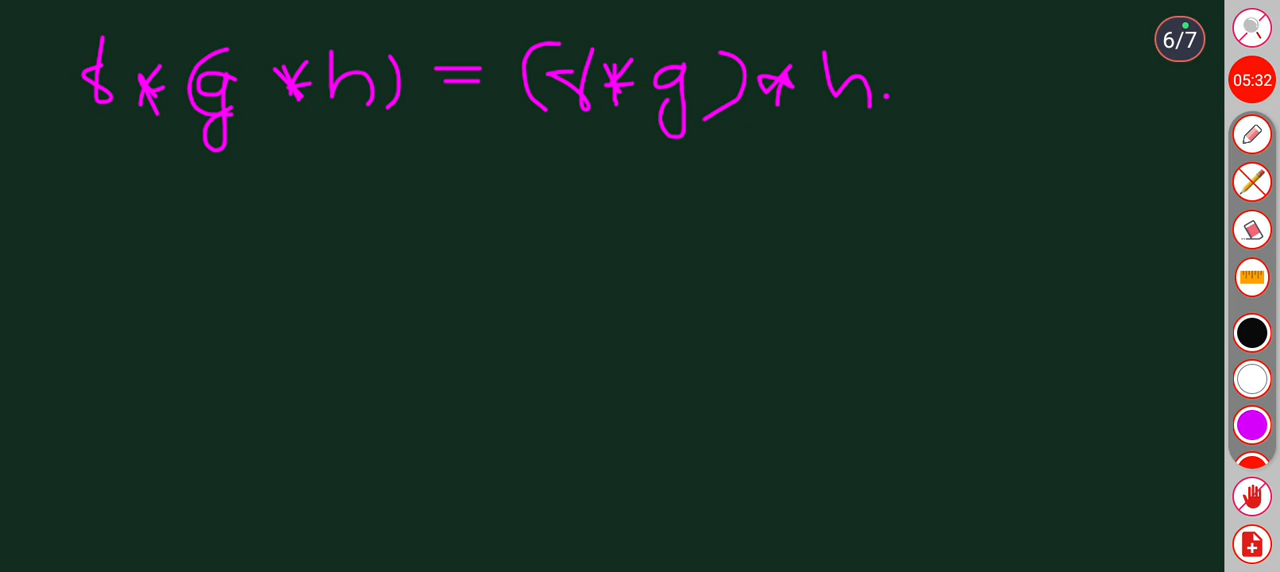 f * (g * h) = (f * g) * h.
6/7
05:32